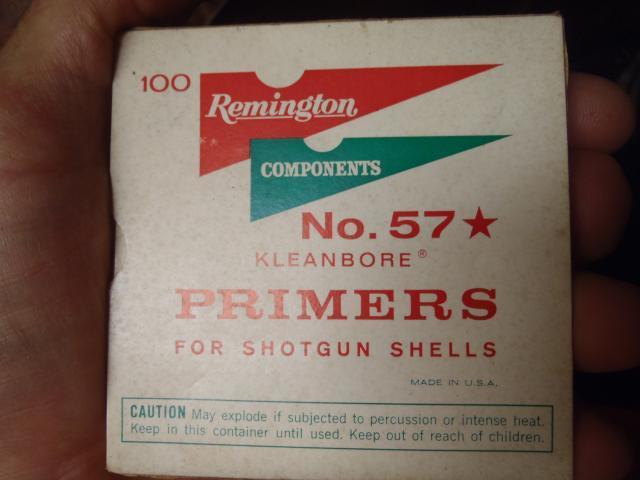 100
Remington
COMPONENTS
No. 57★
KLEANBORE®
PRIMERS
FOR SHOTGUN SHELLS
MADE IN U.S.A.
CAUTION May explode if subjected to percussion or intense heat.
Keep in this container until used. Keep out of reach of children.